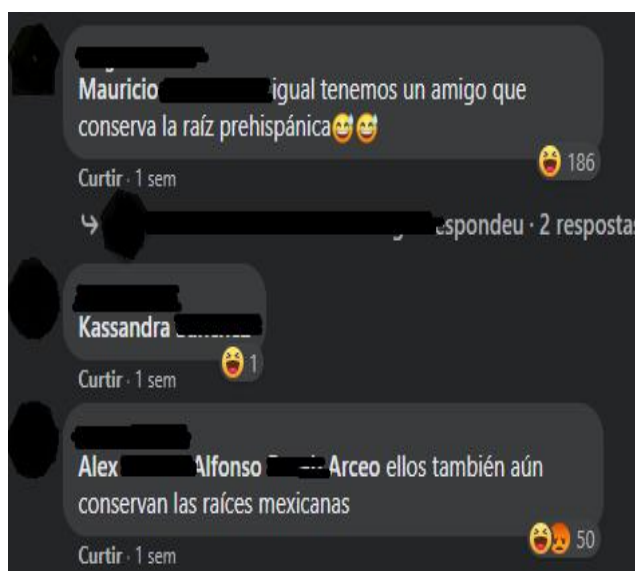 Mauricio igual tenemos un amigo que
conserva la raíz prehispánica😅😅
186
Curtir · 1 sem
espondeu · 2 respostas
Kassandra
1
Curtir · 1 sem
Alex Alfonso Arceo ellos también aún
conservan las raíces mexicanas
50
Curtir · 1 sem